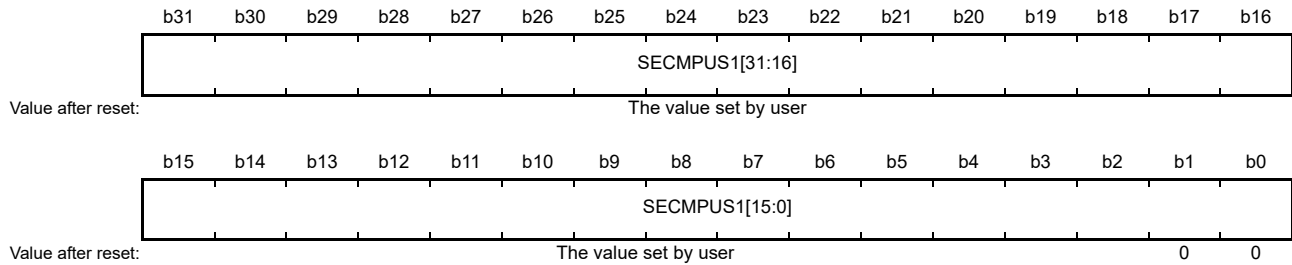 b31 b30 b29 b28 b27 b26 b25 b24 b23 b22 b21 b20 b19 b18 b17 b16
SECMPUS1[31:16]
Value after reset: The value set by user
b15 b14 b13 b12 b11 b10 b9 b8 b7 b6 b5 b4 b3 b2 b1 b0
SECMPUS1[15:0]
Value after reset: The value set by user 0 0